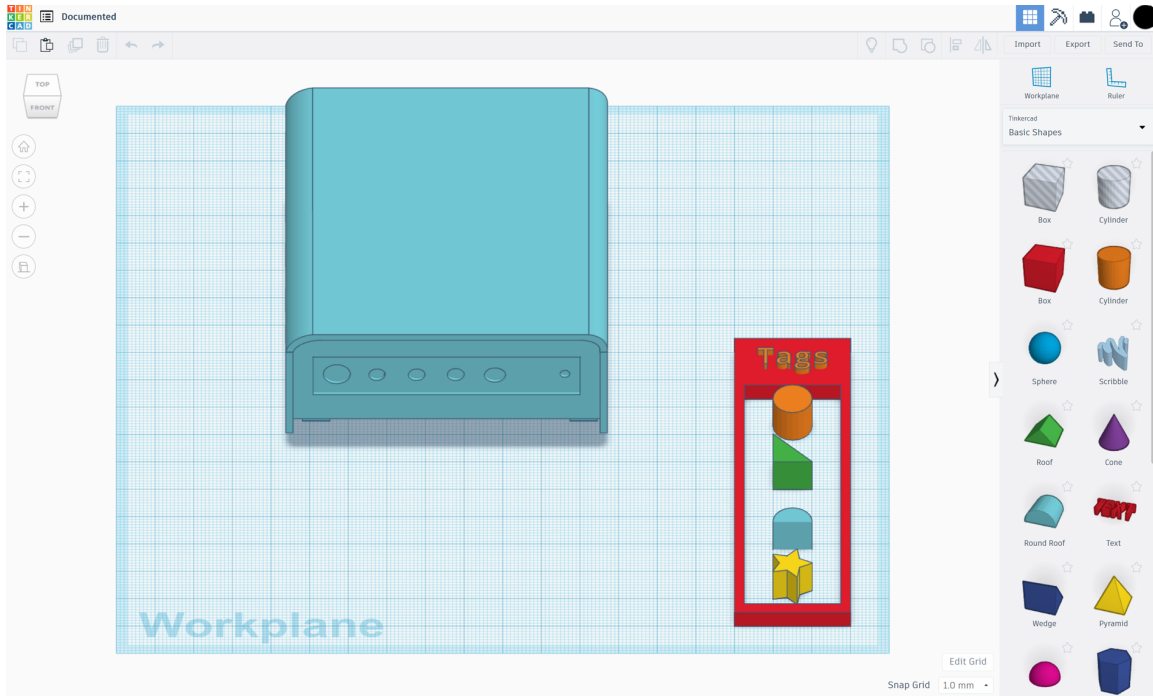 TIN
KER
CAD
Documented
Import
Export
Send To
TOP
FRONT
Workplane
Ruler
Tinkercad
Basic Shapes
Box
Cylinder
Box
Cylinder
Sphere
Scribble
Tags
Roof
Cone
TEXT
Round Roof
Text
Wedge
Pyramid
Workplane
Edit Grid
Snap Grid 1.0 mm